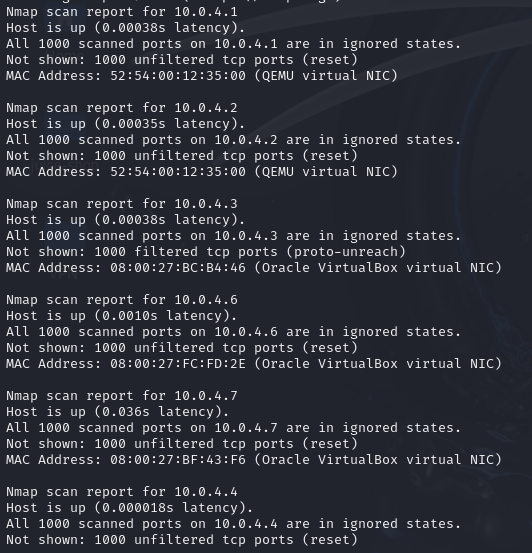 Nmap scan report for 10.0.4.1
Host is up (0.00038s latency).
All 1000 scanned ports on 10.0.4.1 are in ignored states.
Not shown: 1000 unfiltered tcp ports (reset)
MAC Address: 52:54:00:12:35:00 (QEMU virtual NIC)
Nmap scan report for 10.0.4.2
Host is up (0.00035s latency).
All 1000 scanned ports on 10.0.4.2 are in ignored states.
Not shown: 1000 unfiltered tcp ports (reset)
MAC Address: 52:54:00:12:35:00 (QEMU virtual NIC)
Nmap scan report for 10.0.4.3
Host is up (0.00038s latency).
All 1000 scanned ports on 10.0.4.3 are in ignored states.
Not shown: 1000 filtered tcp ports (proto-unreach)
MAC Address: 08:00:27:BC:B4:46 (Oracle VirtualBox virtual NIC)
Nmap scan report for 10.0.4.6
Host is up (0.0010s latency).
All 1000 scanned ports on 10.0.4.6 are in ignored states.
Not shown: 1000 unfiltered tcp ports (reset)
MAC Address: 08:00:27:FC:FD:2E (Oracle VirtualBox virtual NIC)
Nmap scan report for 10.0.4.7
Host is up (0.036s latency).
All 1000 scanned ports on 10.0.4.7 are in ignored states.
Not shown: 1000 unfiltered tcp ports (reset)
MAC Address: 08:00:27:BF:43:F6 (Oracle VirtualBox virtual NIC)
Nmap scan report for 10.0.4.4
Host is up (0.000018s latency).
All 1000 scanned ports on 10.0.4.4 are in ignored states.
Not shown: 1000 unfiltered tcp ports (reset)